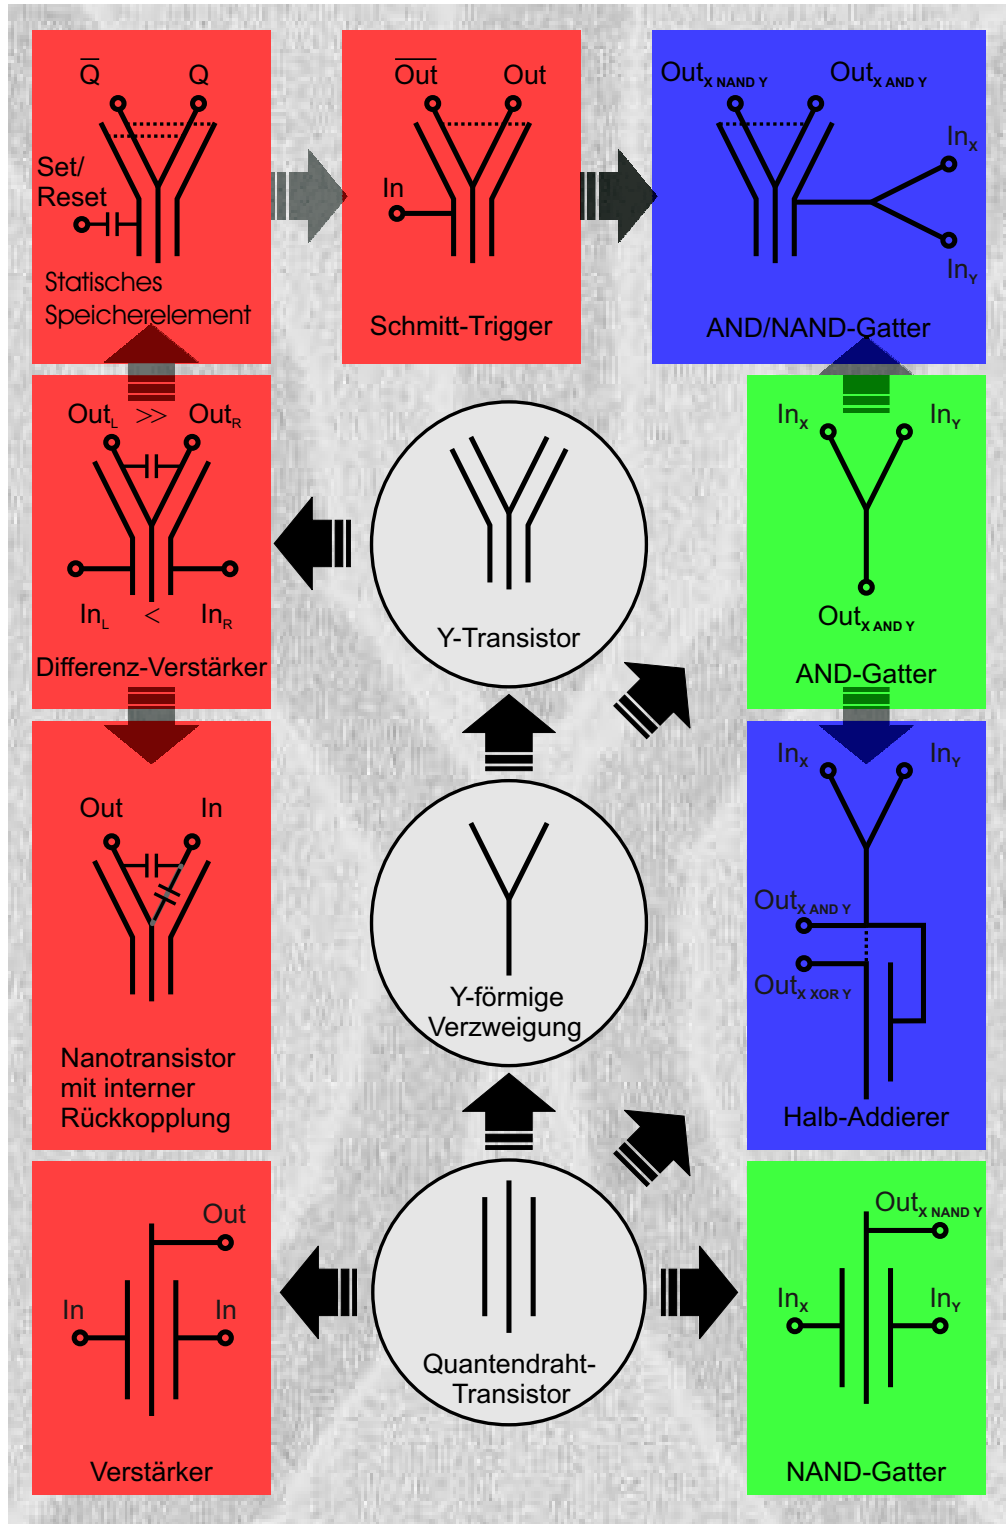 Q̅ Q
Set/
Reset
Statisches
Speicherelement
O̅u̅t̅ Out
In
Schmitt-Trigger
Out X NAND Y Out X AND Y
In X
In Y
AND/NAND-Gatter
Out L >> Out R
In L < In R
Differenz-Verstärker
Y-Transistor
In X In Y
Out X AND Y
AND-Gatter
Out In
Nanotransistor
mit interner
Rückkopplung
Y-förmige
Verzweigung
In X In Y
Out X AND Y
Out X XOR Y
Halb-Addierer
Out
In In
Verstärker
Quantendraht-
Transistor
Out X NAND Y
In X In Y
NAND-Gatter